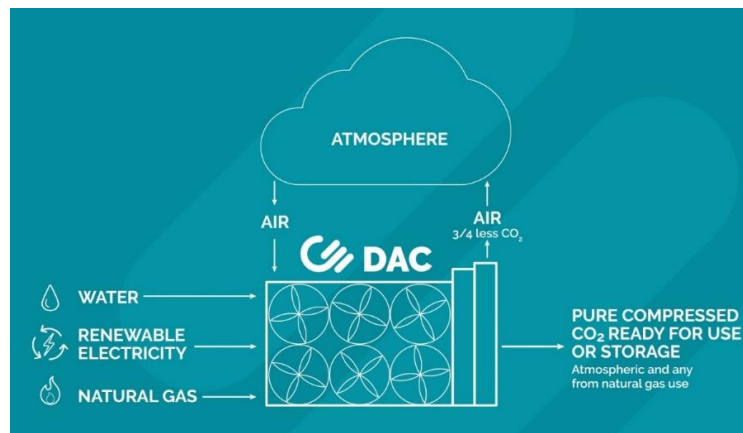 ATMOSPHERE
AIR
AIR
3/4 less CO₂
DAC
WATER
RENEWABLE
ELECTRICITY
NATURAL GAS
PURE COMPRESSED
CO₂ READY FOR USE
OR STORAGE
Atmospheric and any
from natural gas use